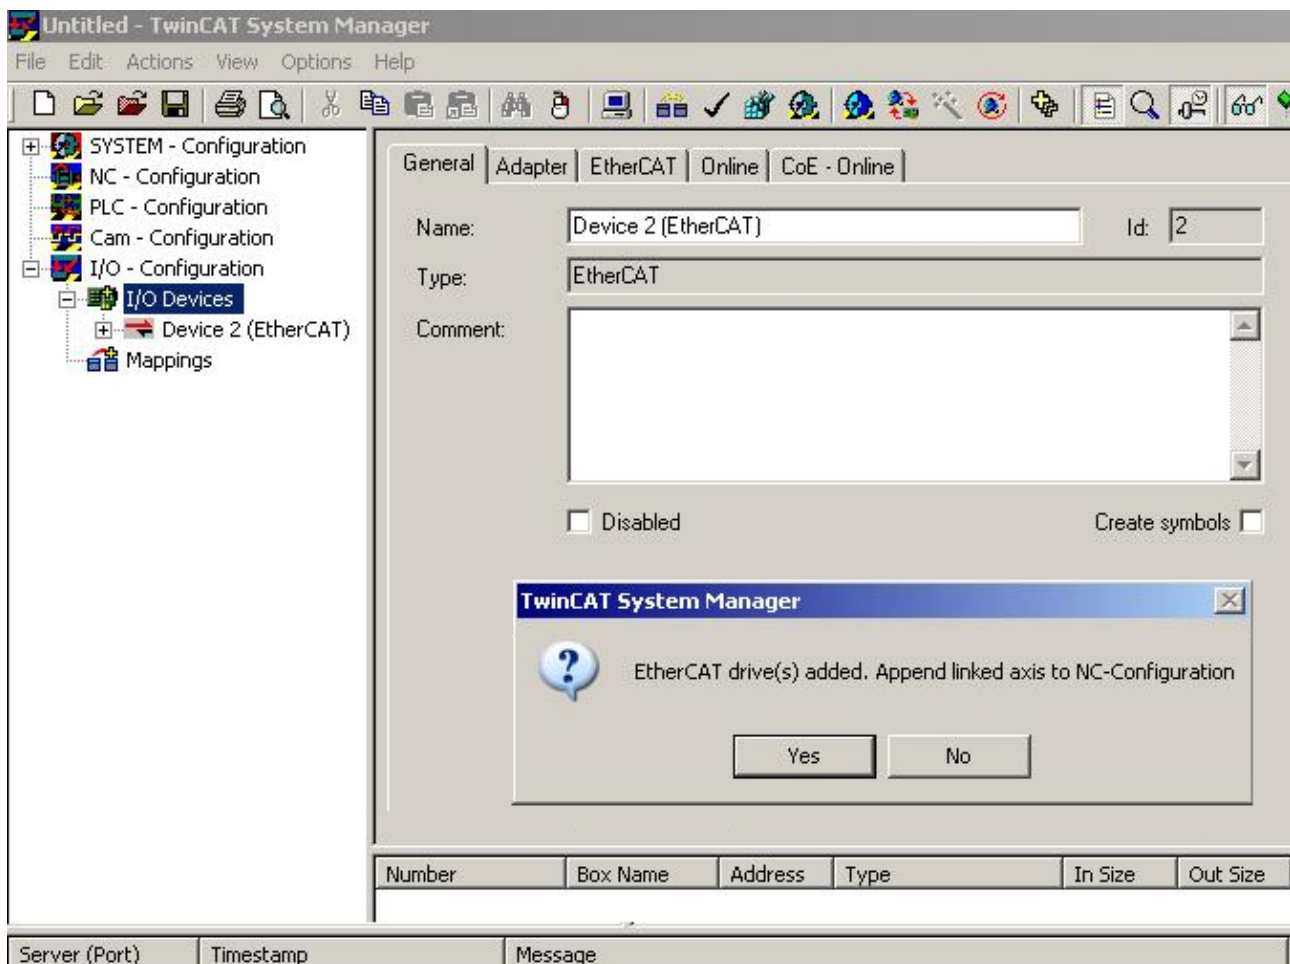 Untitled - TwinCAT System Manager
File Edit Actions View Options Help
SYSTEM - Configuration
NC - Configuration
PLC - Configuration
Cam - Configuration
I/O - Configuration
I/O Devices
Device 2 (EtherCAT)
Mappings
General Adapter EtherCAT Online CoE - Online
Name: Device 2 (EtherCAT) Id: 2
Type: EtherCAT
Comment:
Disabled Create symbols
TwinCAT System Manager
EtherCAT drive(s) added. Append linked axis to NC-Configuration
Yes No
Number Box Name Address Type In Size Out Size
Server (Port) Timestamp Message